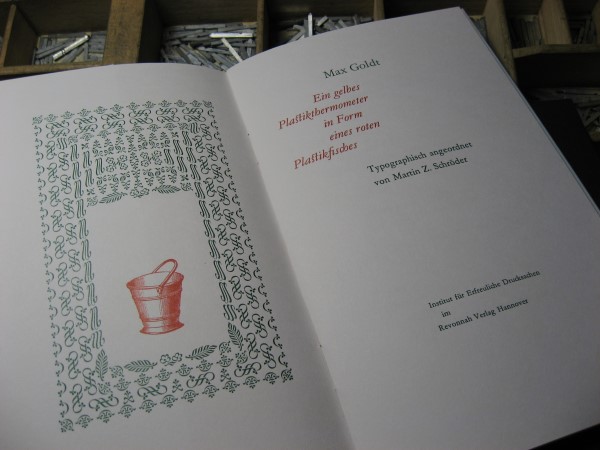 Max Goldt
Ein gelbes
Plastikthermometer
in Form
eines roten
Plastikfisches
Typographisch angeordnet
von Martin Z. Schröder
Institut für Erfreuliche Drucksachen
im
Revonnah Verlag Hannover